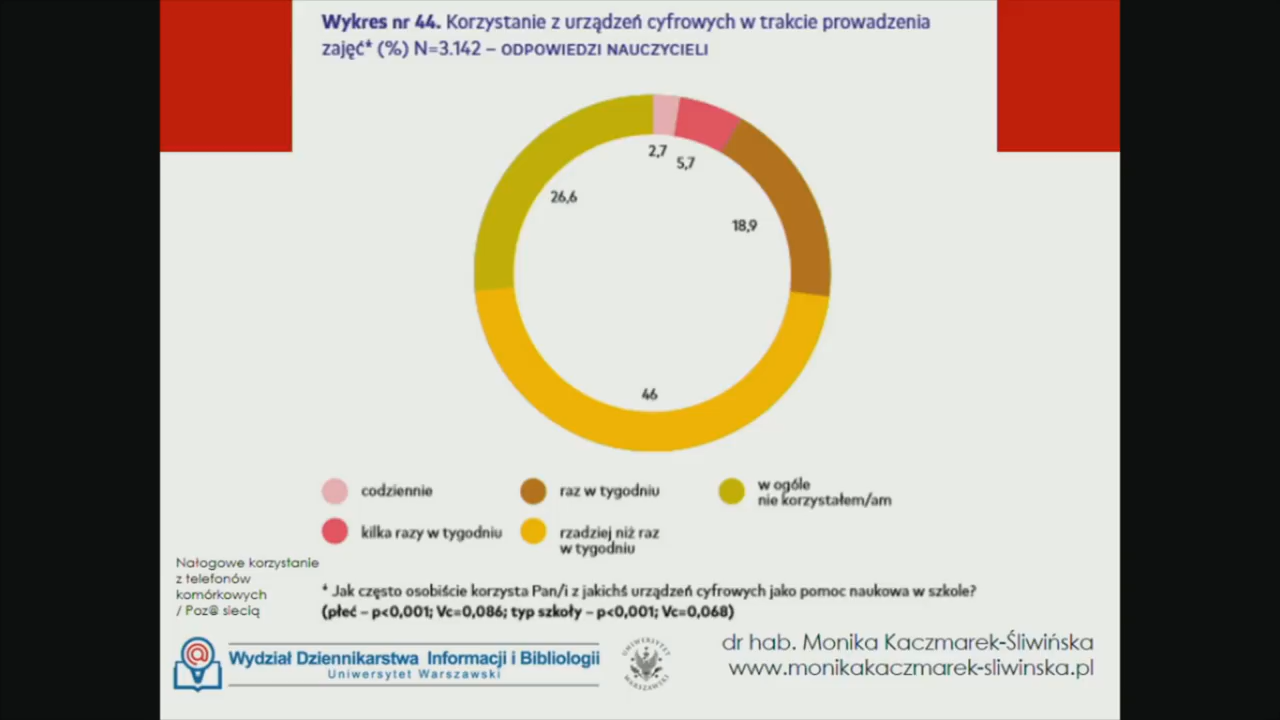 Wykres nr 44. Korzystanie z urządzeń cyfrowych w trakcie prowadzenia
zajęć* (%) N=3.142 – ODPOWIEDZI NAUCZYCIELI
2,7
5,7
26,6
18,9
46
codziennie
raz w tygodniu
w ogóle
nie korzystałem/am
kilka razy w tygodniu
rzadziej niż raz
w tygodniu
Nałogowe korzystanie
z telefonów
komórkowych
/ Poz@ siecią
* Jak często osobiście korzysta Pan/i z jakichś urządzeń cyfrowych jako pomoc naukowa w szkole?
(płeć – p<0,001; Vc=0,086; typ szkoły – p<0,001; Vc=0,068)
Wydział Dziennikarstwa Informacji i Bibliologii
Uniwersytet Warszawski
UNIWERSYTET
WARSZAWSKI
dr hab. Monika Kaczmarek-Śliwińska
www.monikakaczmarek-sliwinska.pl